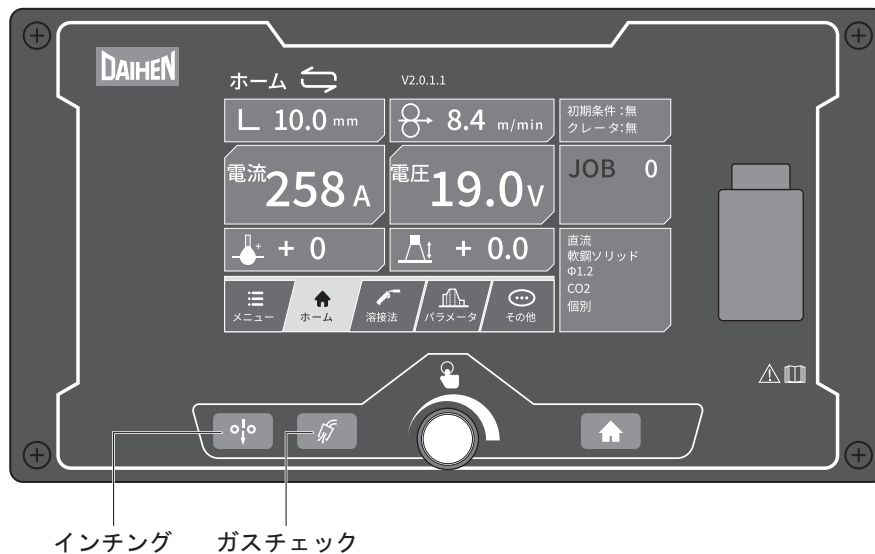 DAIHEN
ホーム
V2.0.1.1
L 10.0 mm
8.4 m/min
初期条件:無
クレータ:無
電流 258 A
電圧 19.0 V
JOB 0
+ 0
+ 0.0
直流
軟鋼ソリッド
Φ1.2
CO2
個別
メニュー
ホーム
溶接法
パラメータ
その他
インチング
ガスチェック